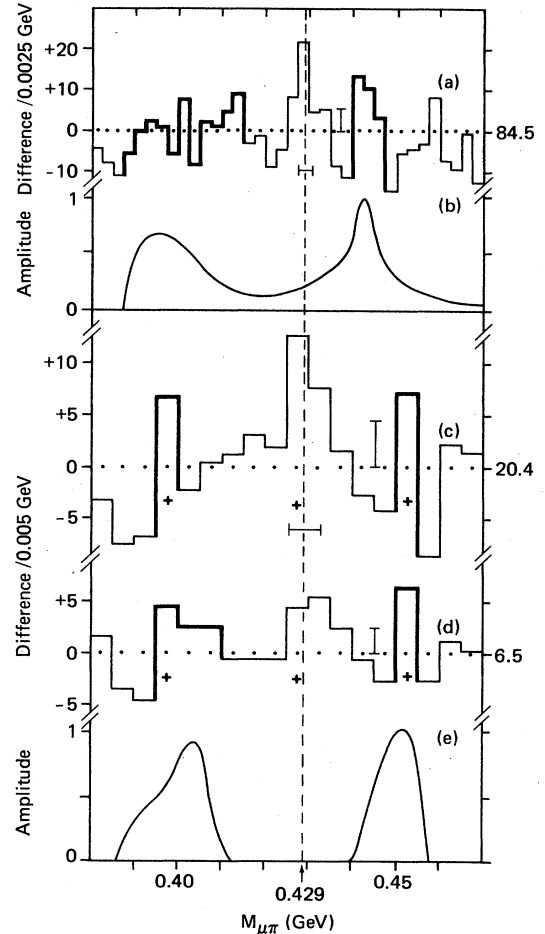 Difference /0.0025 GeV
+20
+10
0
-10
(a)
84.5
Amplitude
1
0
(b)
Difference /0.005 GeV
+10
+5
0
-5
(c)
20.4
+5
0
-5
(d)
6.5
Amplitude
1
0
(e)
0.40
0.429
0.45
Mμπ (GeV)